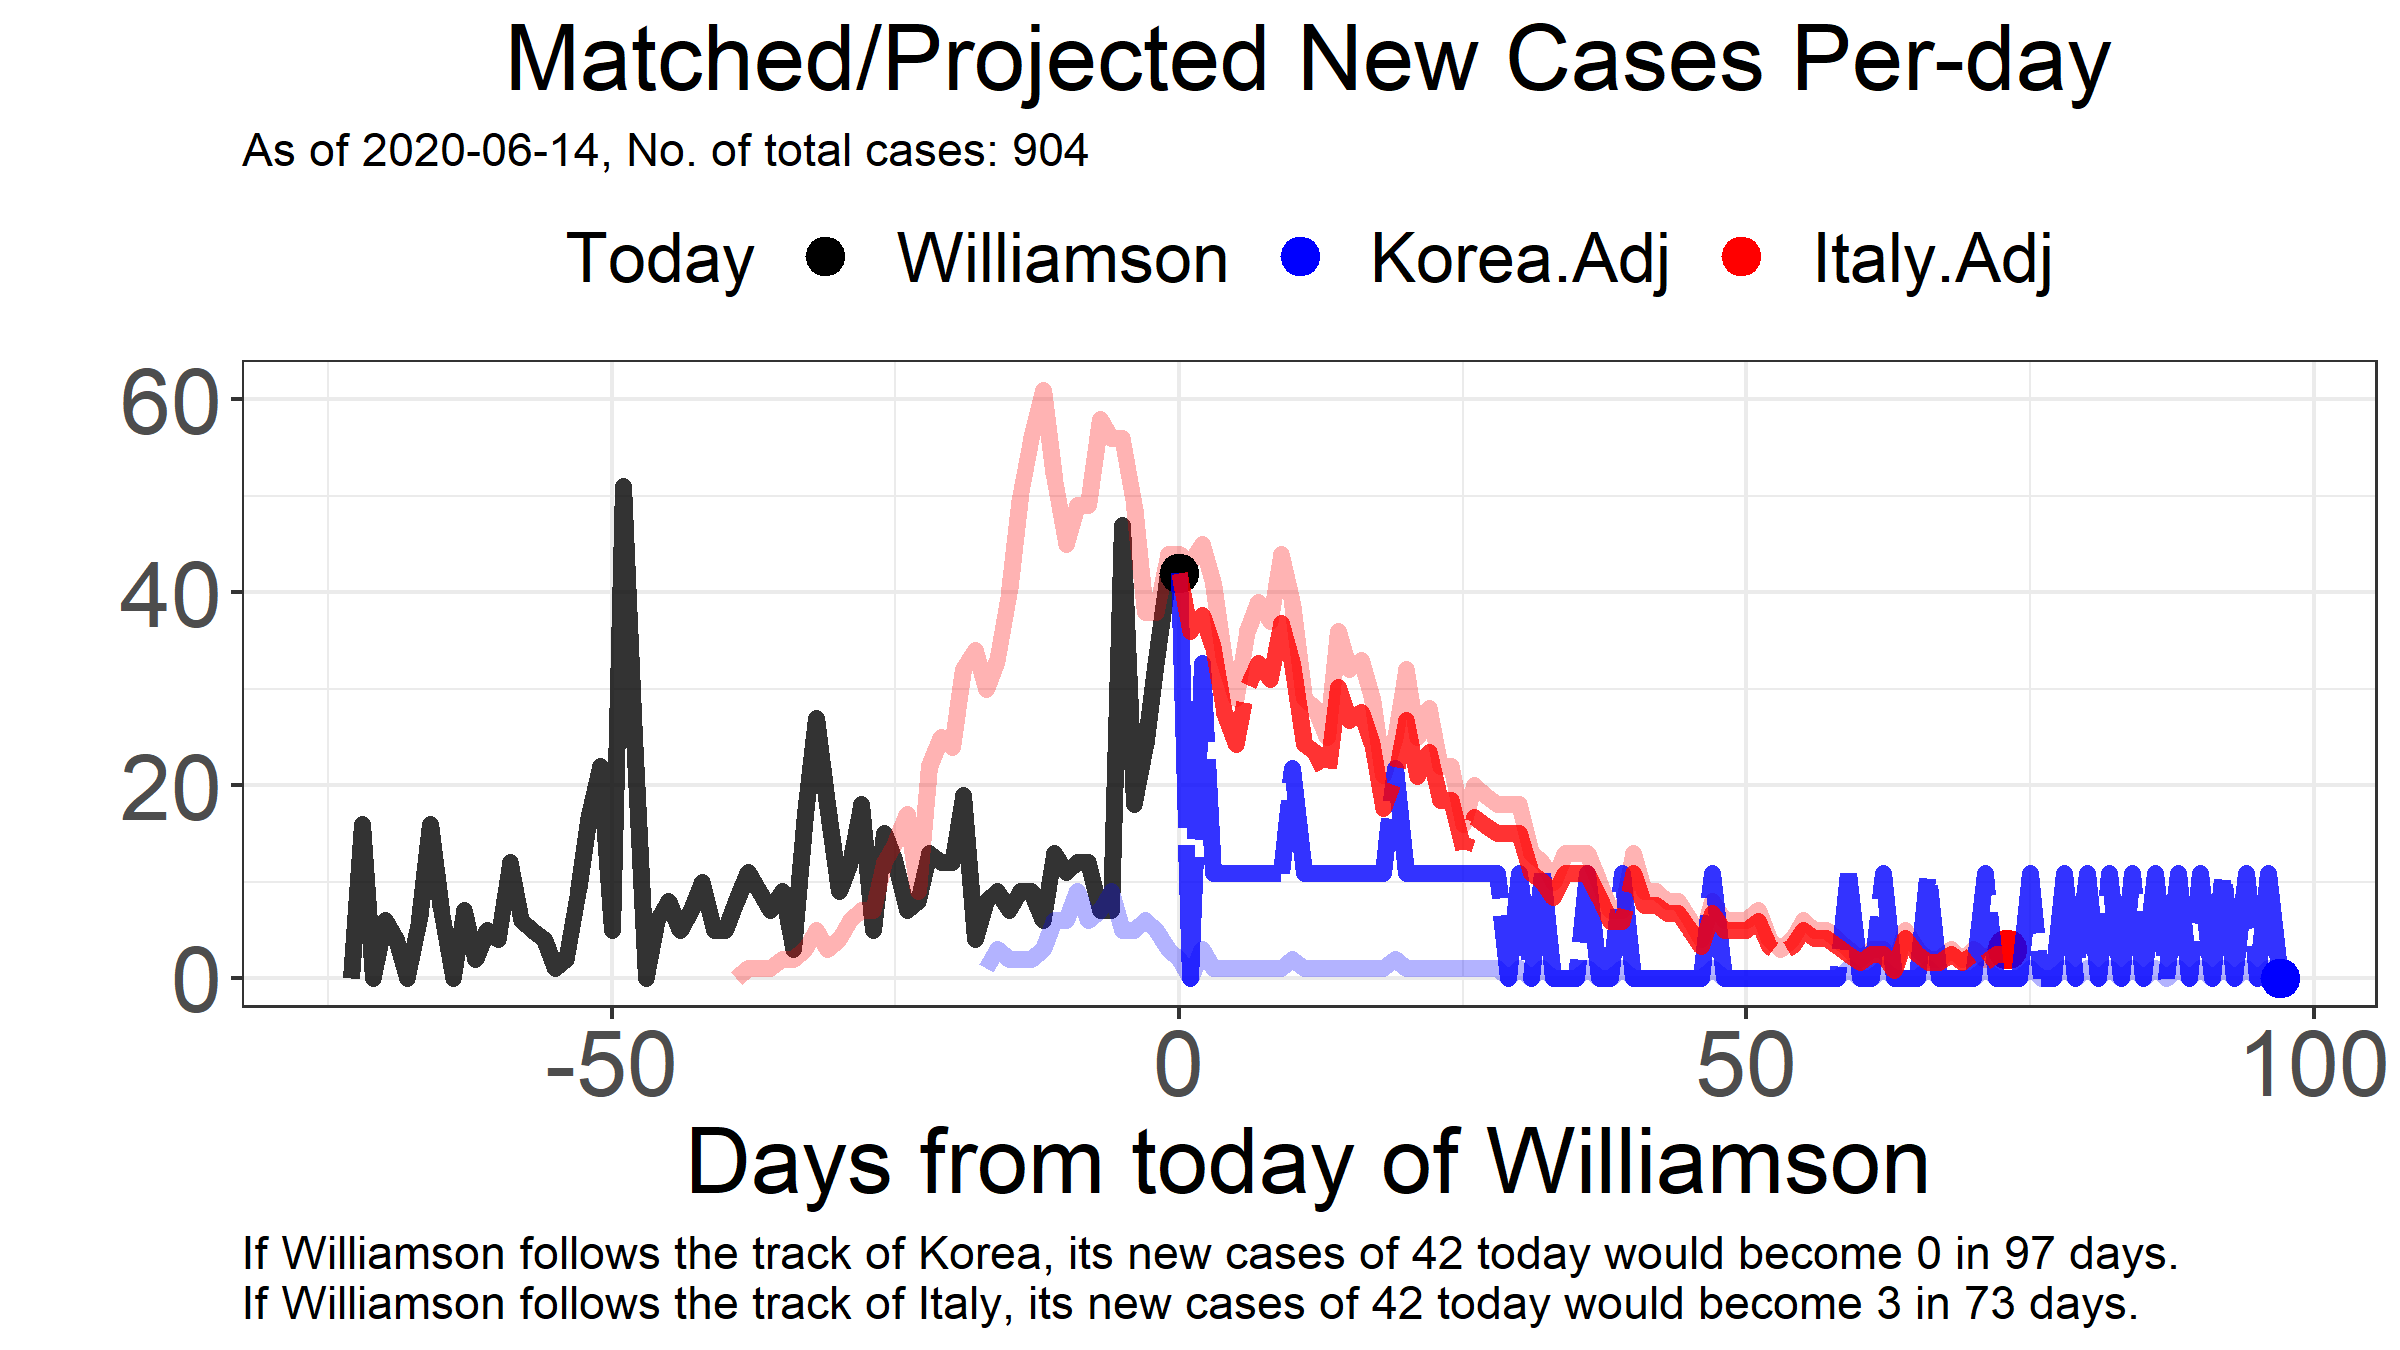 Matched/Projected New Cases Per-day
As of 2020-06-14, No. of total cases: 904
Today Williamson Korea.Adj Italy.Adj
60
40
20
0
-50 0 50 100
Days from today of Williamson
If Williamson follows the track of Korea, its new cases of 42 today would become 0 in 97 days.
If Williamson follows the track of Italy, its new cases of 42 today would become 3 in 73 days.